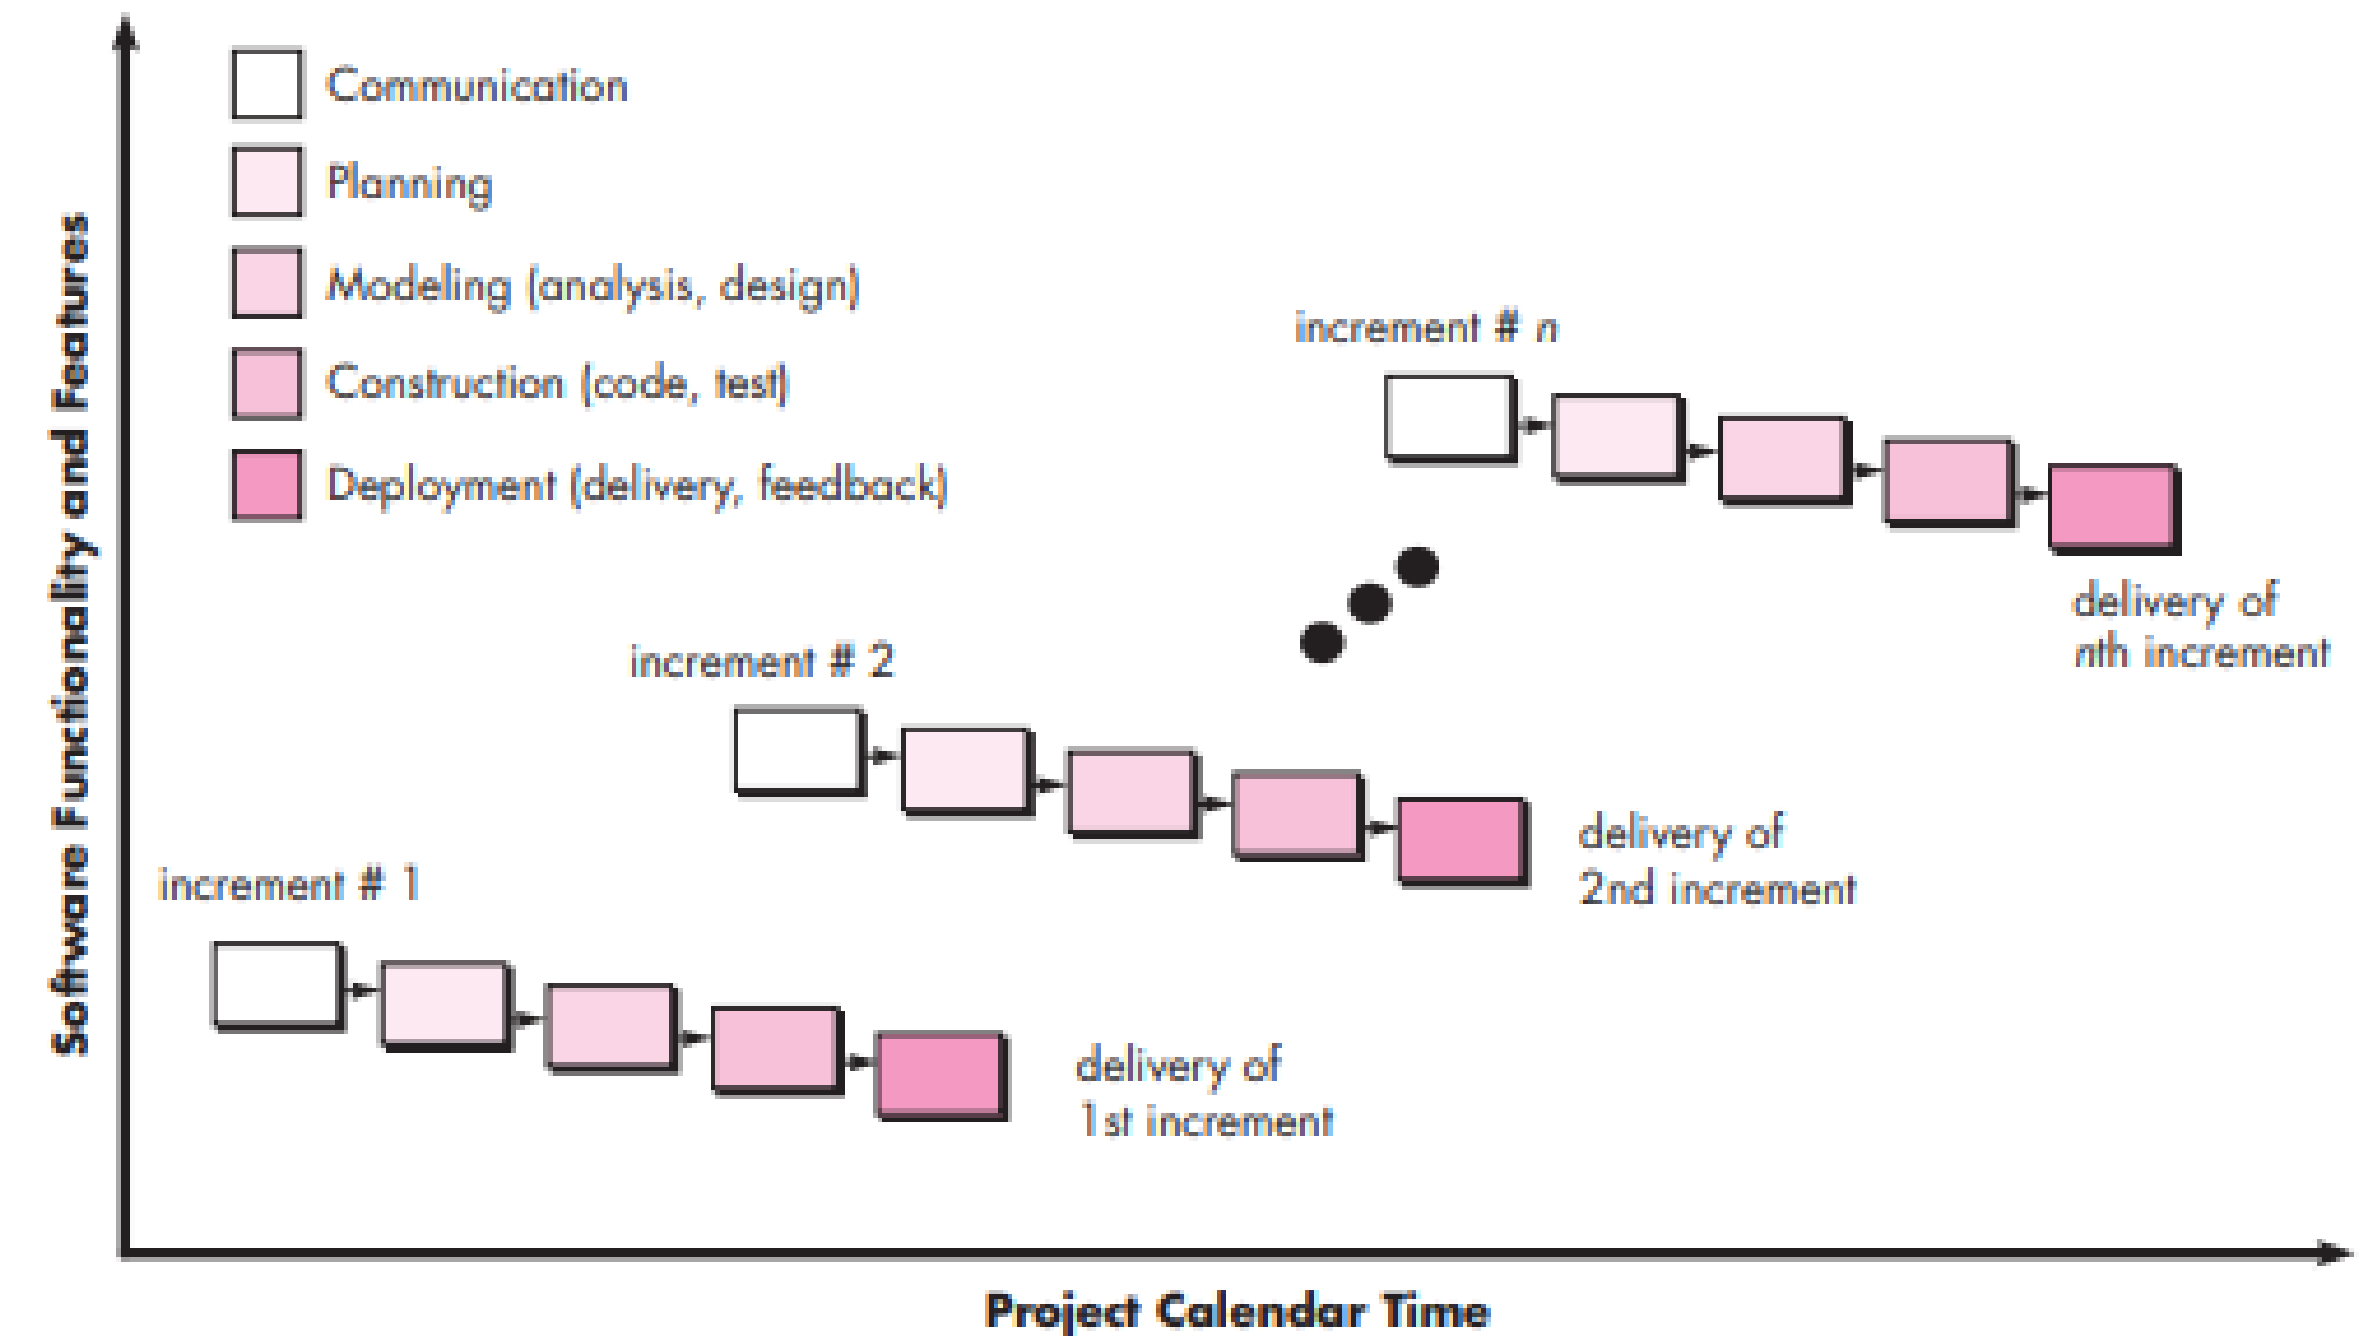 Communication
Planning
Modeling (analysis, design)
Construction (code, test)
Deployment (delivery, feedback)
Software Functionality and Features
increment # n
delivery of
nth increment
increment # 2
delivery of
2nd increment
increment # 1
delivery of
1st increment
Project Calendar Time